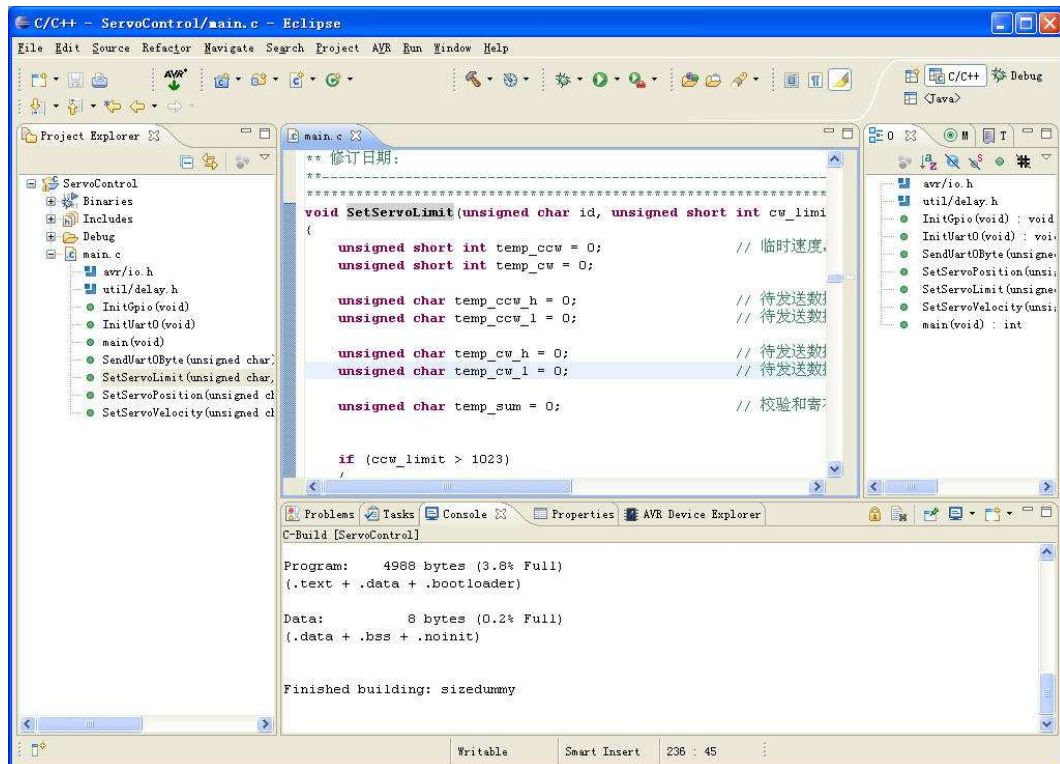 C/C++ - ServoControl/main.c - Eclipse
File Edit Source Refactor Navigate Search Project AVR Run Window Help
AVR
C/C++ Debug
<Java>
Project Explorer
ServoControl
Binaries
Includes
Debug
main.c
avr/io.h
util/delay.h
InitGpio(void)
InitUart0(void)
main(void)
SendUart0Byte(unsigned char)
SetServoLimit(unsigned char,
SetServoPosition(unsigned ch
SetServoVelocity(unsigned ch
main.c
** 修订日期:
**------------------------------------------------------------
************************************************************
void SetServoLimit(unsigned char id, unsigned short int cw_limi
{
unsigned short int temp_ccw = 0; // 临时速度,
unsigned short int temp_cw = 0;
unsigned char temp_ccw_h = 0; // 待发送数据
unsigned char temp_ccw_l = 0; // 待发送数据
unsigned char temp_cw_h = 0; // 待发送数据
unsigned char temp_cw_l = 0; // 待发送数据
unsigned char temp_sum = 0; // 校验和寄存
if (ccw_limit > 1023)
O M T
avr/io.h
util/delay.h
InitGpio(void) : void
InitUart0(void) : voi
SendUart0Byte(unsigne
SetServoPosition(unsi
SetServoLimit(unsigne
SetServoVelocity(unsi
main(void) : int
Problems Tasks Console Properties AVR Device Explorer
C-Build [ServoControl]
Program: 4988 bytes (3.8% Full)
(.text + .data + .bootloader)
Data: 8 bytes (0.2% Full)
(.data + .bss + .noinit)
Finished building: sizedummy
Writable Smart Insert 236 : 45